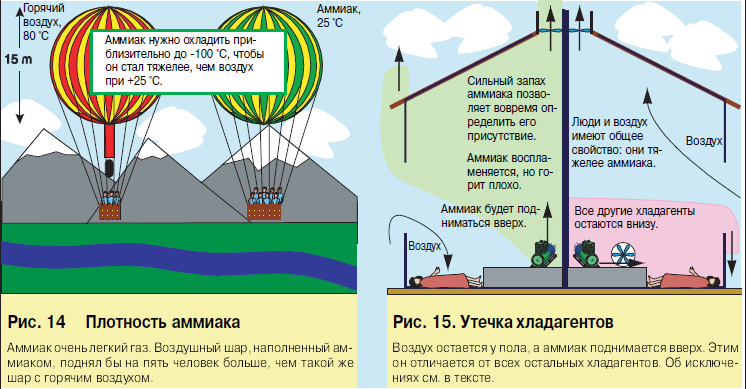 Горячий
воздух,
80 ˚C
15 m
Аммиак,
25 ˚C
Аммиак нужно охладить при-
близительно до -100 ˚C, чтобы
он стал тяжелее, чем воздух
при +25 ˚C.
Рис. 14 Плотность аммиака
Аммиак очень легкий газ. Воздушный шар, наполненный ам-
миаком, поднял бы на пять человек больше, чем такой же
шар с горячим воздухом.
Сильный запах
аммиака позво-
ляет вовремя оп-
ределить его
присутствие.
Аммиак воспла-
меняется, но го-
рит плохо.
Аммиак будет под-
ниматься вверх.
Воздух
Люди и воздух
имеют общее
свойство: они тя-
желее аммиака.
Воздух
Все другие хладагенты
остаются внизу.
Рис. 15. Утечка хладагентов
Воздух остается у пола, а аммиак поднимается вверх. Этим
он отличается от всех остальных хладагентов. Об исключе-
ниях см. в тексте.